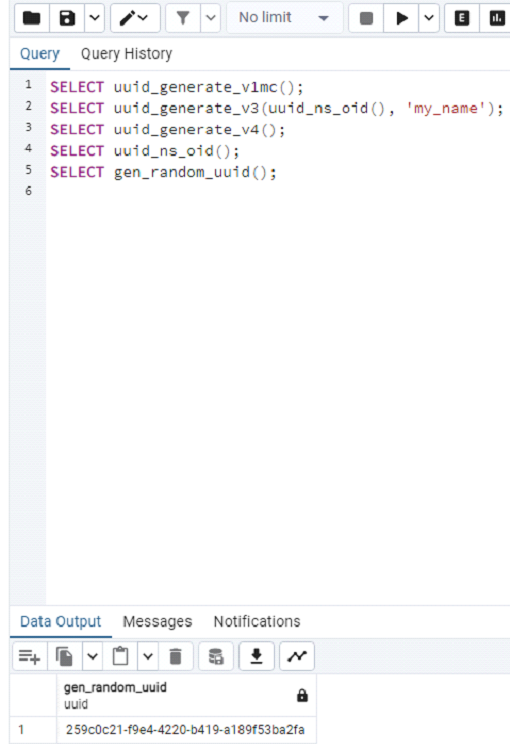 No limit
E
Query Query History
1 SELECT uuid_generate_v1mc();
2 SELECT uuid_generate_v3(uuid_ns_oid(), 'my_name');
3 SELECT uuid_generate_v4();
4 SELECT uuid_ns_oid();
5 SELECT gen_random_uuid();
6
Data Output Messages Notifications
gen_random_uuid
uuid
1 259c0c21-f9e4-4220-b419-a189f53ba2fa